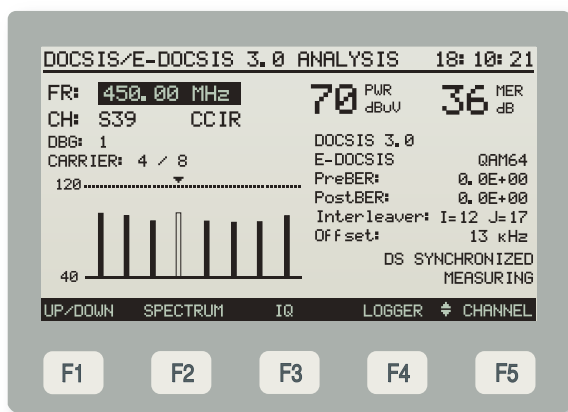 DOCSIS/E-DOCSIS 3.0 ANALYSIS 18:10:21
FR: 450.00 MHz
70 PWR dBuV
36 MER dB
CH: S39 CCIR
DBG: 1
CARRIER: 4 / 8
DOCSIS 3.0
E-DOCSIS QAM64
PreBER: 0.0E+00
PostBER: 0.0E+00
Interleaver: I=12 J=17
Offset: 13 kHz
DS SYNCHRONIZED
MEASURING
120
40
UP/DOWN SPECTRUM IQ LOGGER CHANNEL
F1 F2 F3 F4 F5